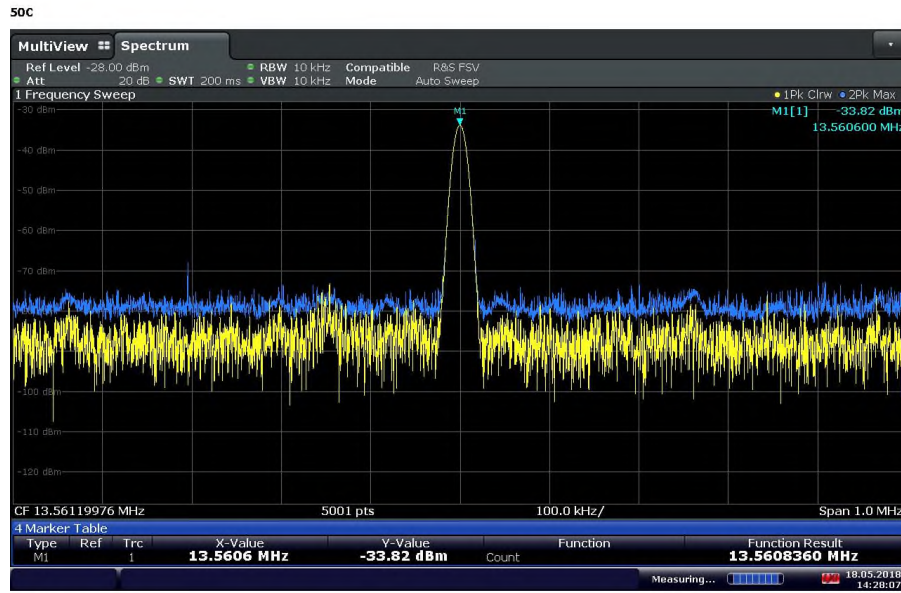 50C
MultiView Spectrum
Ref Level -28.00 dBm RBW 10 kHz Compatible R&S FSV
Att 20 dB SWT 200 ms VBW 10 kHz Mode Auto Sweep
1 Frequency Sweep 1Pk Clrw 2Pk Max
-30 dBm M1 M1[1] -33.82 dBm
13.560600 MHz
-40 dBm
-50 dBm
-60 dBm
-70 dBm
-100 dBm
-110 dBm
-120 dBm
CF 13.56119976 MHz 5001 pts 100.0 kHz/ Span 1.0 MHz
4 Marker Table
Type Ref Trc X-Value Y-Value Function Function Result
M1 1 13.5606 MHz -33.82 dBm Count 13.5608360 MHz
Measuring... 18.05.2018
14:28:07